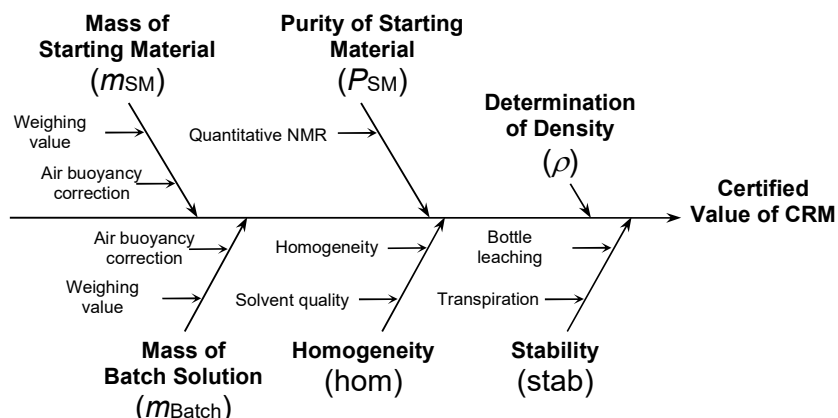 Mass of
Starting Material
(mSM)
Purity of Starting
Material
(PSM)
Determination
of Density
(ρ)
Weighing
value
Air buoyancy
correction
Quantitative NMR
Certified
Value of CRM
Air buoyancy
correction
Weighing
value
Homogeneity
Solvent quality
Bottle
leaching
Transpiration
Mass of
Batch Solution
(mBatch)
Homogeneity
(hom)
Stability
(stab)